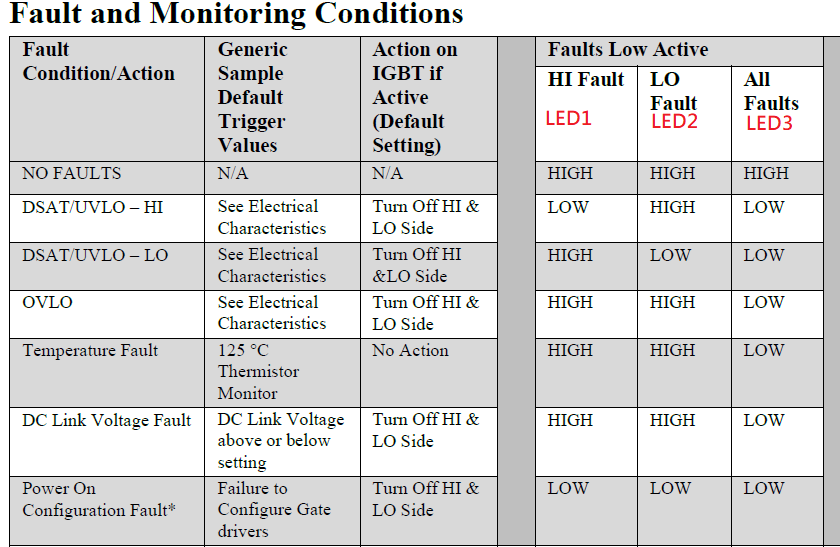 Fault and Monitoring Conditions
Fault Condition/Action | Generic Sample Default Trigger Values | Action on IGBT if Active (Default Setting) | Faults Low Active
HI Fault | LO Fault | All Faults
LED1 | LED2 | LED3
NO FAULTS | N/A | N/A | HIGH | HIGH | HIGH
DSAT/UVLO – HI | See Electrical Characteristics | Turn Off HI & LO Side | LOW | HIGH | LOW
DSAT/UVLO – LO | See Electrical Characteristics | Turn Off HI &LO Side | HIGH | LOW | LOW
OVLO | See Electrical Characteristics | Turn Off HI & LO Side | HIGH | HIGH | LOW
Temperature Fault | 125 °C Thermistor Monitor | No Action | HIGH | HIGH | LOW
DC Link Voltage Fault | DC Link Voltage above or below setting | Turn Off HI & LO Side | HIGH | HIGH | LOW
Power On Configuration Fault* | Failure to Configure Gate drivers | Turn Off HI & LO Side | LOW | LOW | LOW